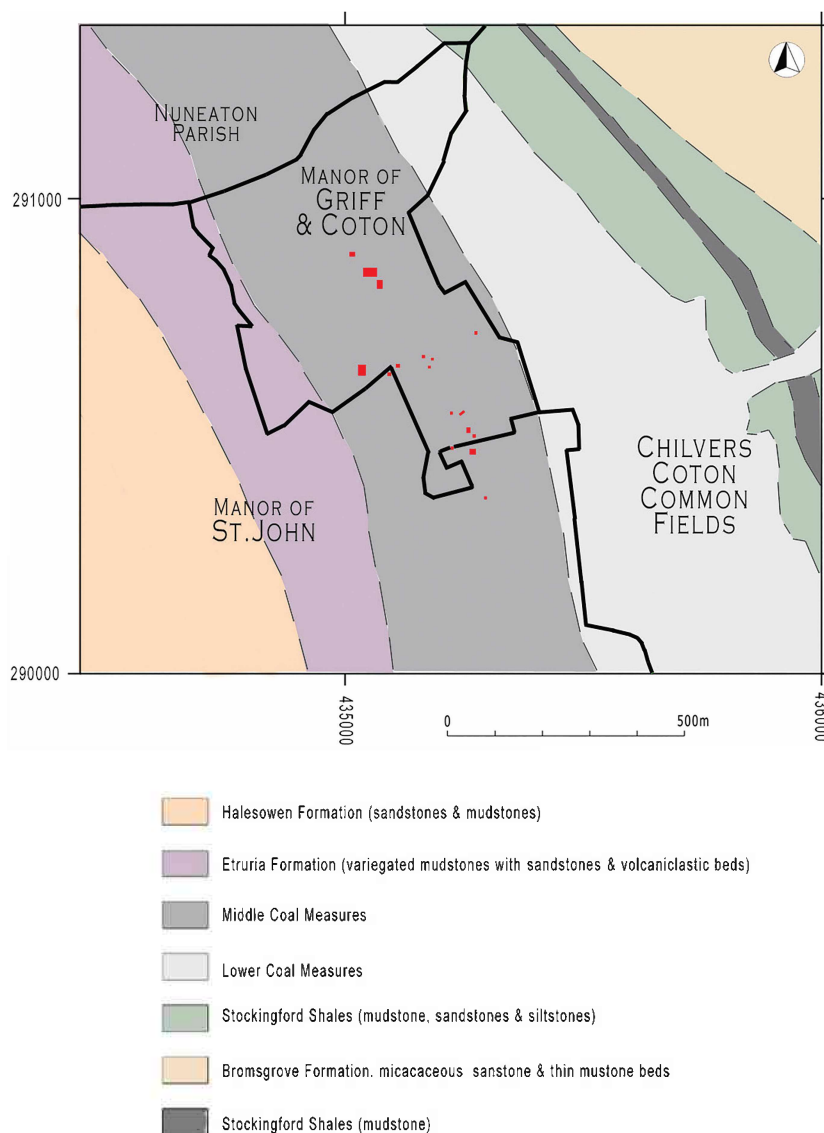 NUNEATON
PARISH
MANOR OF
GRIFF
& COTON
291000
CHILVERS
COTON
COMMON
FIELDS
MANOR OF
ST.JOHN
290000
435000
436000
0
500m
Halesowen Formation (sandstones & mudstones)
Etruria Formation (variegated mudstones with sandstones & volcaniclastic beds)
Middle Coal Measures
Lower Coal Measures
Stockingford Shales (mudstone, sandstones & siltstones)
Bromsgrove Formation. micacaceous sanstone & thin mustone beds
Stockingford Shales (mudstone)